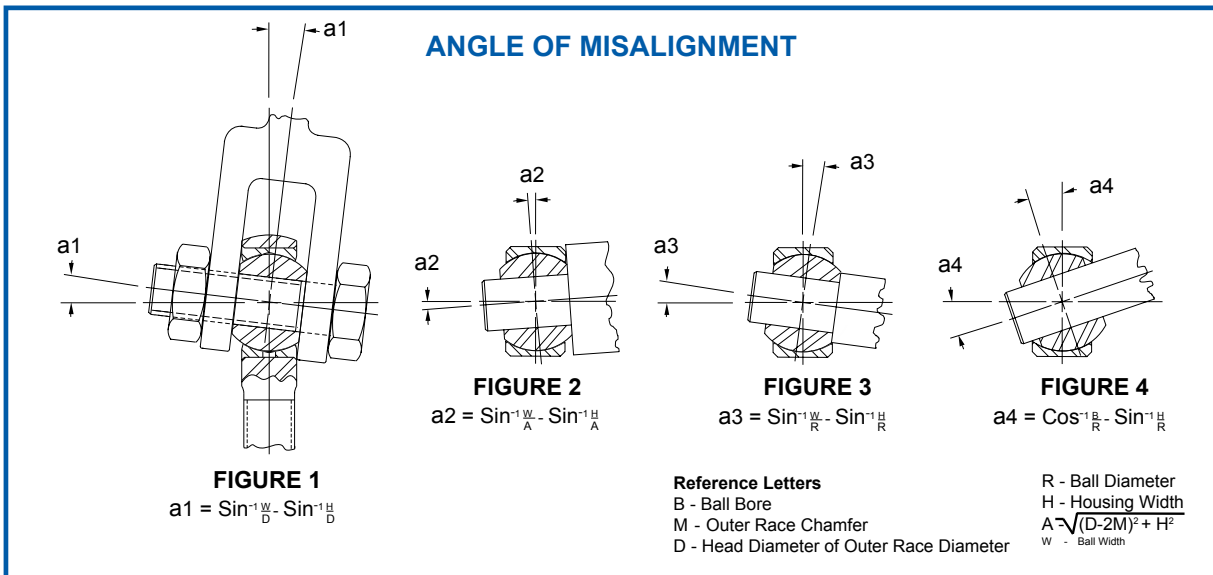 ANGLE OF MISALIGNMENT
a1
a1
a2
a2
a3
a3
a4
a4
FIGURE 1
a1 = Sin⁻¹ W/D - Sin⁻¹ H/D
FIGURE 2
a2 = Sin⁻¹ W/A - Sin⁻¹ H/A
FIGURE 3
a3 = Sin⁻¹ W/R - Sin⁻¹ H/R
FIGURE 4
a4 = Cos⁻¹ B/R - Sin⁻¹ H/R
Reference Letters
B - Ball Bore
M - Outer Race Chamfer
D - Head Diameter of Outer Race Diameter
R - Ball Diameter
H - Housing Width
A = √(D-2M)² + H²
W - Ball Width